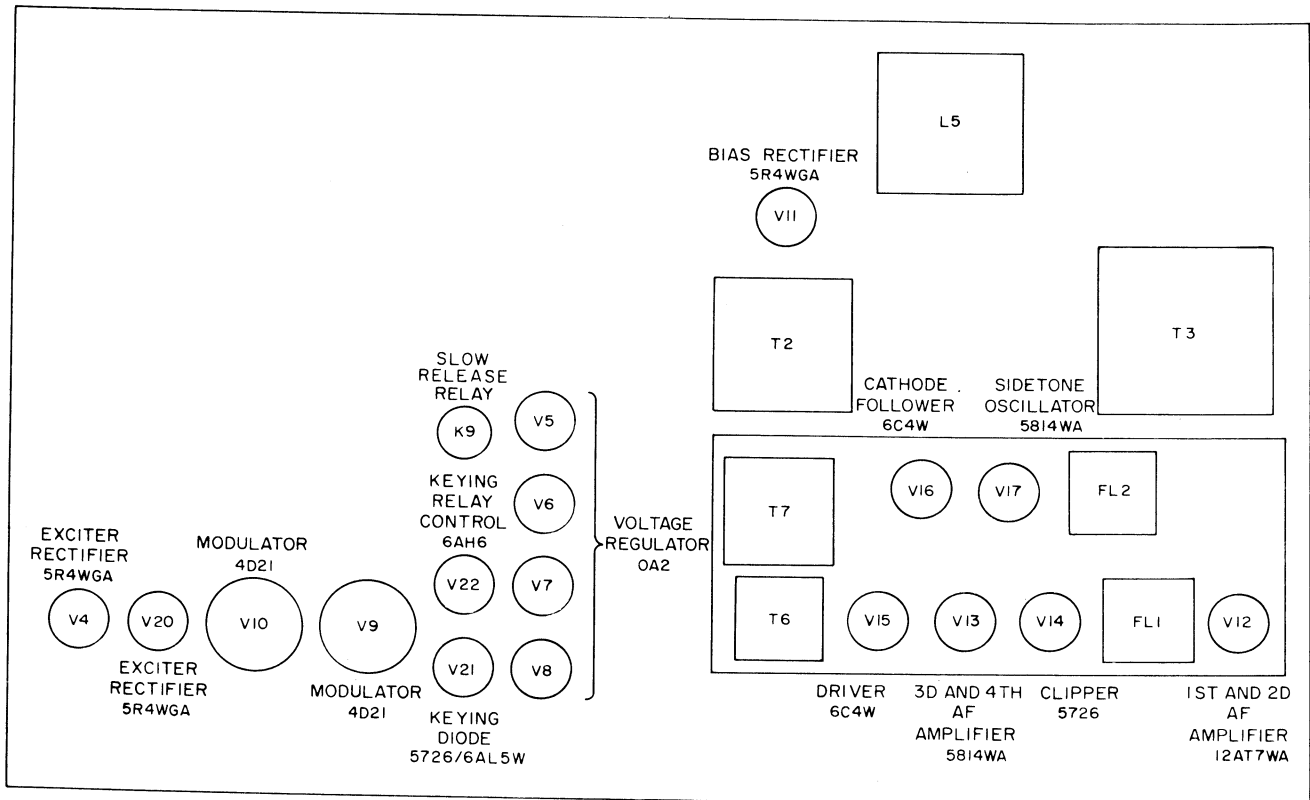 L5
BIAS RECTIFIER
5R4WGA
V11
T2
T3
SLOW
RELEASE
RELAY
K9
V5
CATHODE
FOLLOWER
6C4W
SIDETONE
OSCILLATOR
5814WA
KEYING
RELAY
CONTROL
6AH6
V6
VOLTAGE
REGULATOR
OA2
T7
V16
V17
FL2
EXCITER
RECTIFIER
5R4WGA
MODULATOR
4D21
V22
V7
V4
V20
V10
V9
T6
V15
V13
V14
FL1
V12
V21
V8
EXCITER
RECTIFIER
5R4WGA
MODULATOR
4D21
KEYING
DIODE
5726/6AL5W
DRIVER
6C4W
3D AND 4TH
AF
AMPLIFIER
5814WA
CLIPPER
5726
1ST AND 2D
AF
AMPLIFIER
12AT7WA